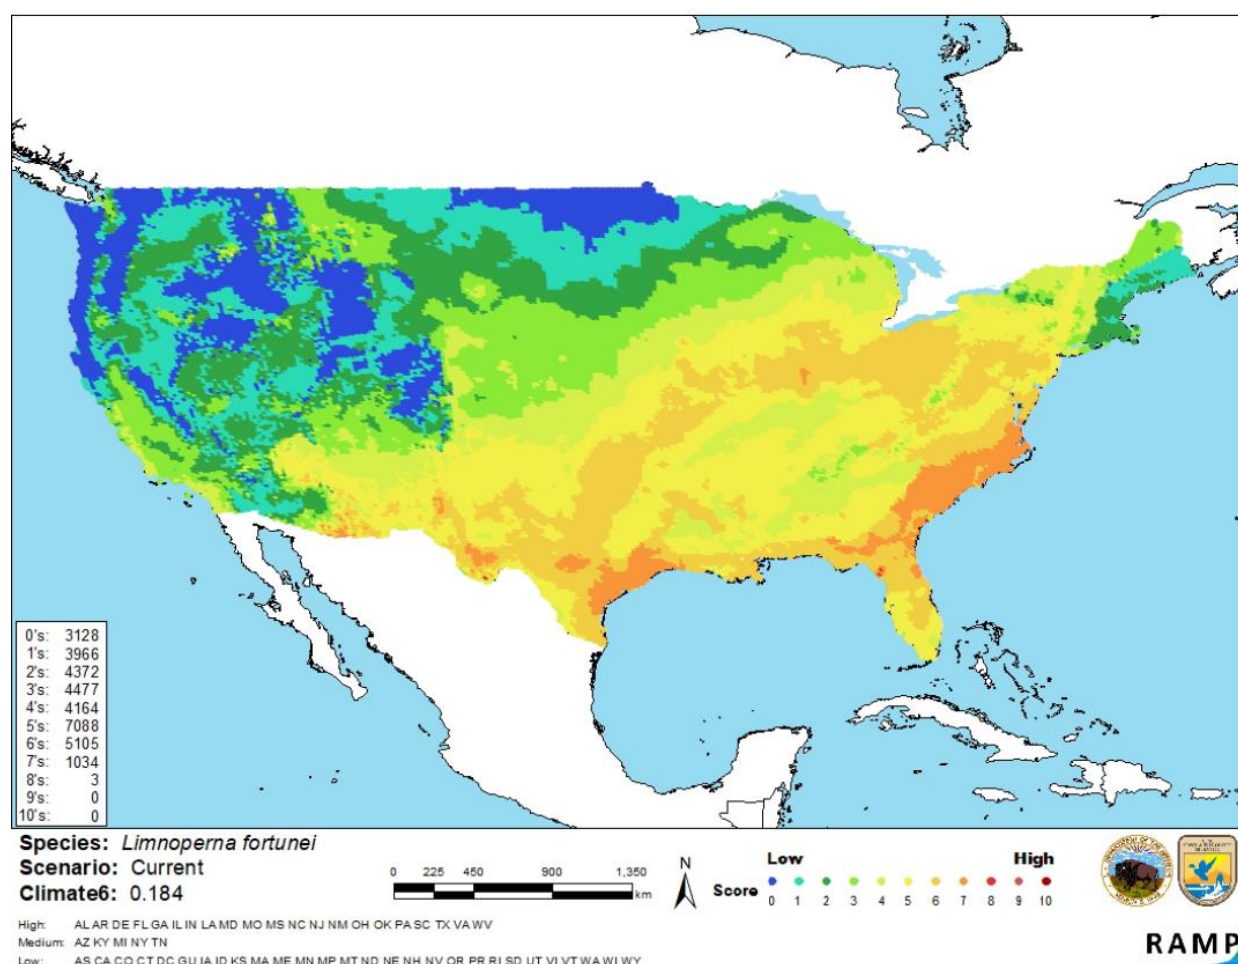 0's: 3128
1's: 3966
2's: 4372
3's: 4477
4's: 4164
5's: 7088
6's: 5105
7's: 1034
8's: 3
9's: 0
10's: 0
Species: Limnoperna fortunei
Scenario: Current
Climate6: 0.184
0 225 450 900 1,350
km
N
Low High
Score
0 1 2 3 4 5 6 7 8 9 10
High: AL AR DE FL GA IL IN LA MD MO MS NC NJ NM OH OK PA SC TX VA WV
Medium: AZ KY MI NY TN
Low: AS CA CO CT DC GU IA ID KS MA ME MN MP MT ND NE NH NV OR PR RI SD UT VI VT WA WI WY
RAMP